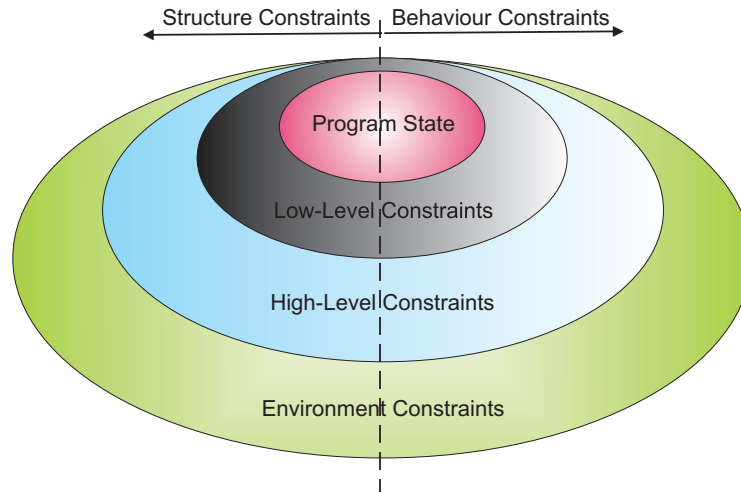 Structure Constraints
Behaviour Constraints
Program State
Low-Level Constraints
High-Level Constraints
Environment Constraints